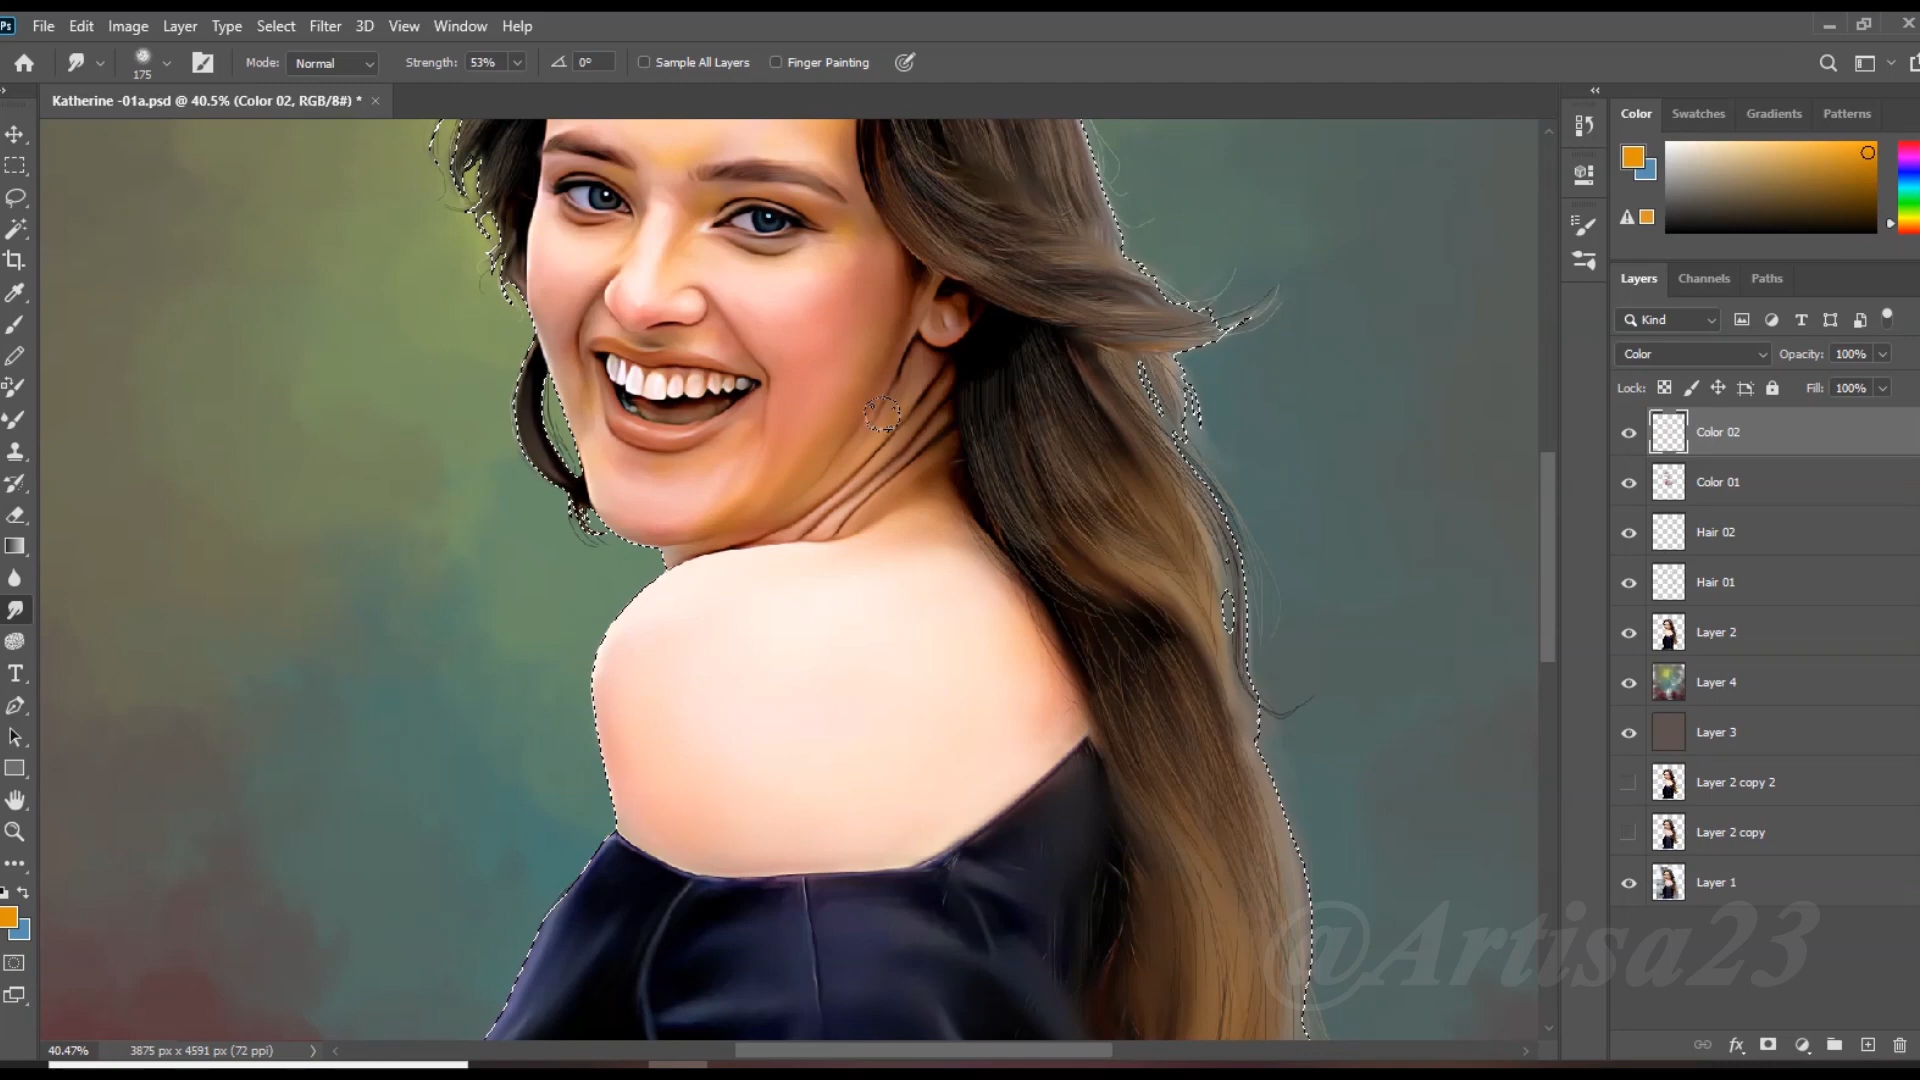 Ps File Edit Image Layer Type Select Filter 3D View Window Help
175 Mode: Normal Strength: 53% 0° Sample All Layers Finger Painting
Katherine -01a.psd @ 40.5% (Color 02, RGB/8#) * ×
Color Swatches Gradients Patterns
Layers Channels Paths
Kind
Color Opacity: 100%
Lock: Fill: 100%
Color 02
Color 01
Hair 02
Hair 01
Layer 2
Layer 4
Layer 3
Layer 2 copy 2
Layer 2 copy
Layer 1
@Artisa23
40.47% 3875 px x 4591 px (72 ppi)